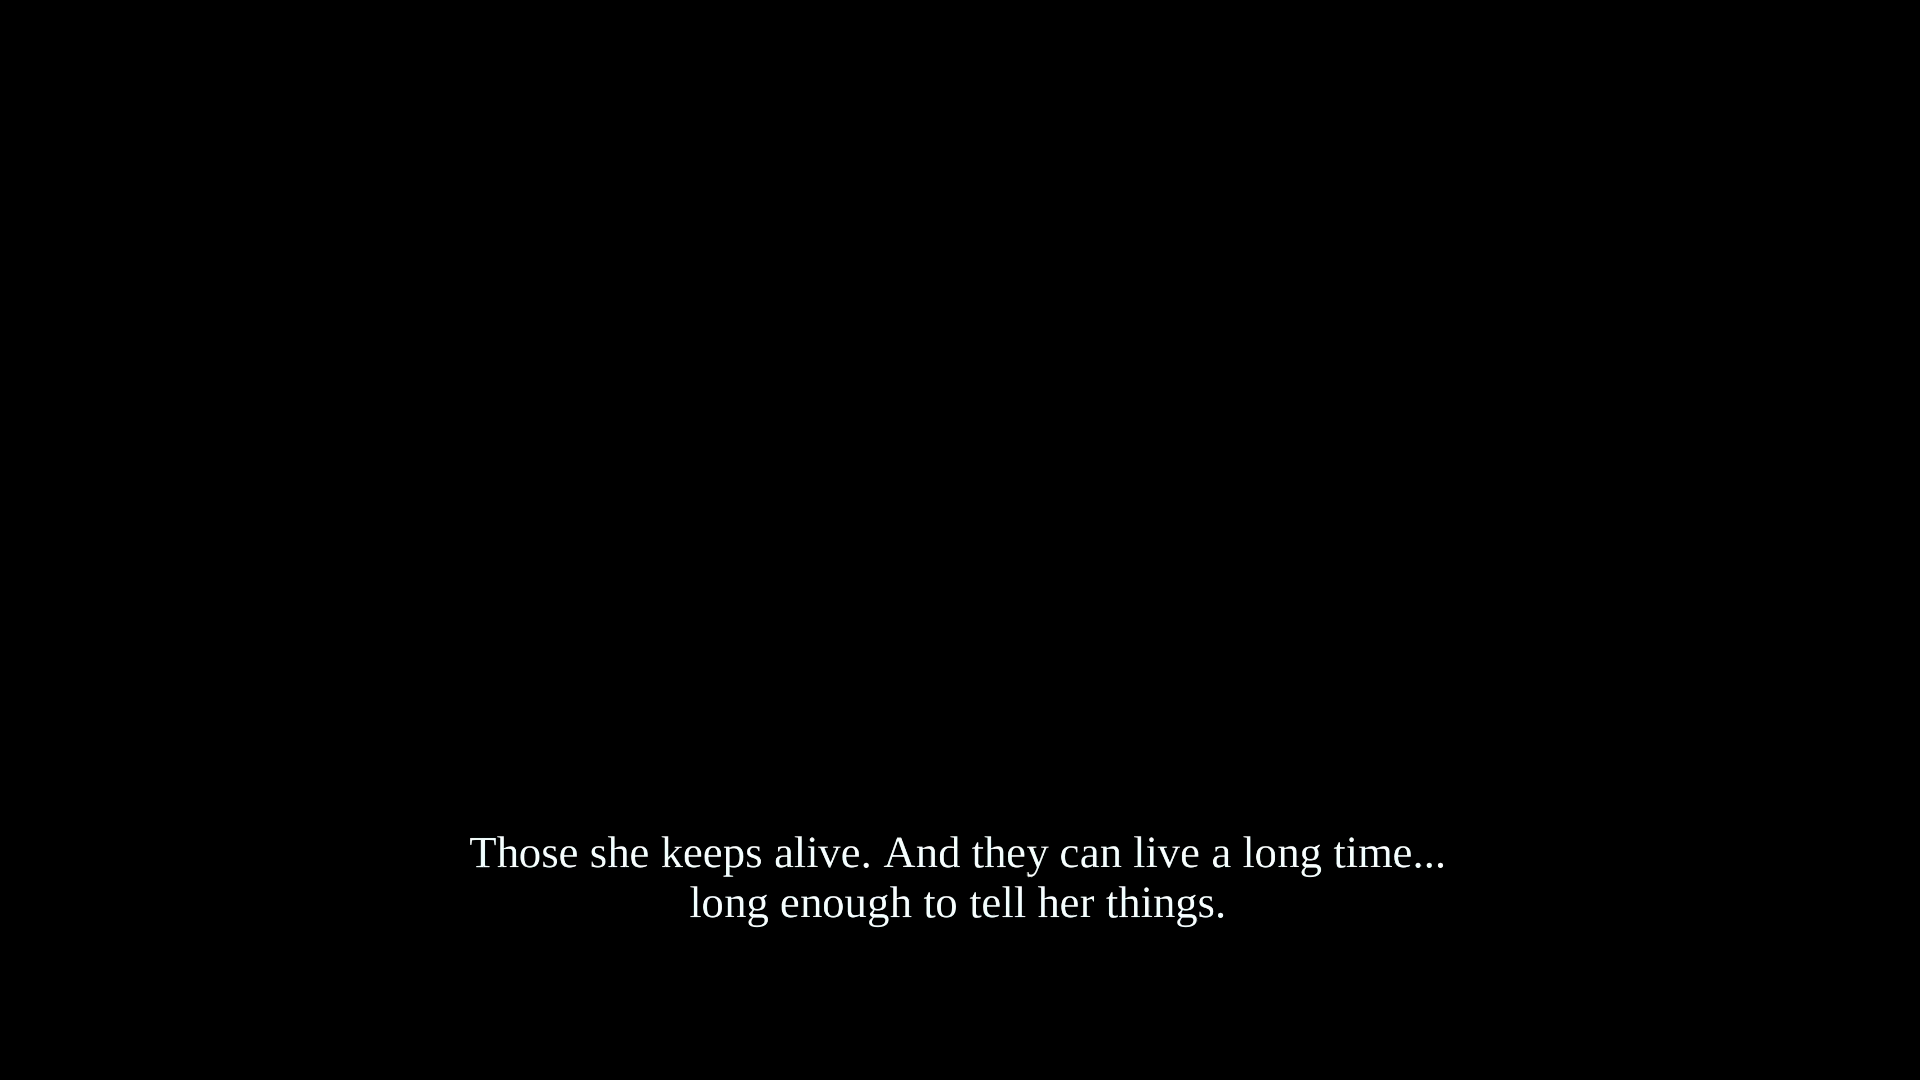 Those she keeps alive. And they can live a long time...
long enough to tell her things.